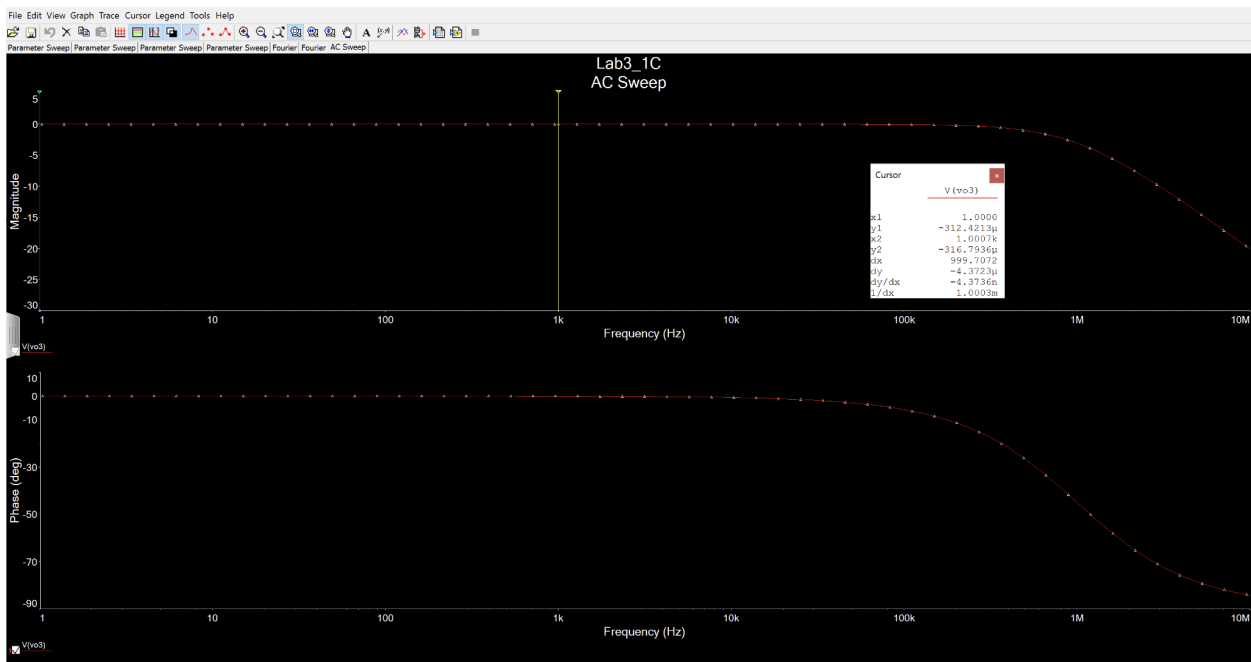 File Edit View Graph Trace Cursor Legend Tools Help
Parameter Sweep Parameter Sweep Parameter Sweep Parameter Sweep Fourier Fourier AC Sweep
Lab3_1C
AC Sweep
5
0
-5
-10
-15
-20
-25
-30
Magnitude
1 10 100 1k 10k 100k 1M 10M
Frequency (Hz)
V(vo3)
Cursor
V(vo3)
x1 1.0000
y1 -312.4213µ
x2 1.0007k
y2 -316.7936µ
dx 999.7072
dy -4.3723µ
dy/dx -4.3736n
1/dx 1.0003m
10
0
-10
-30
-50
-70
-90
Phase (deg)
1 10 100 1k 10k 100k 1M 10M
Frequency (Hz)
V(vo3)